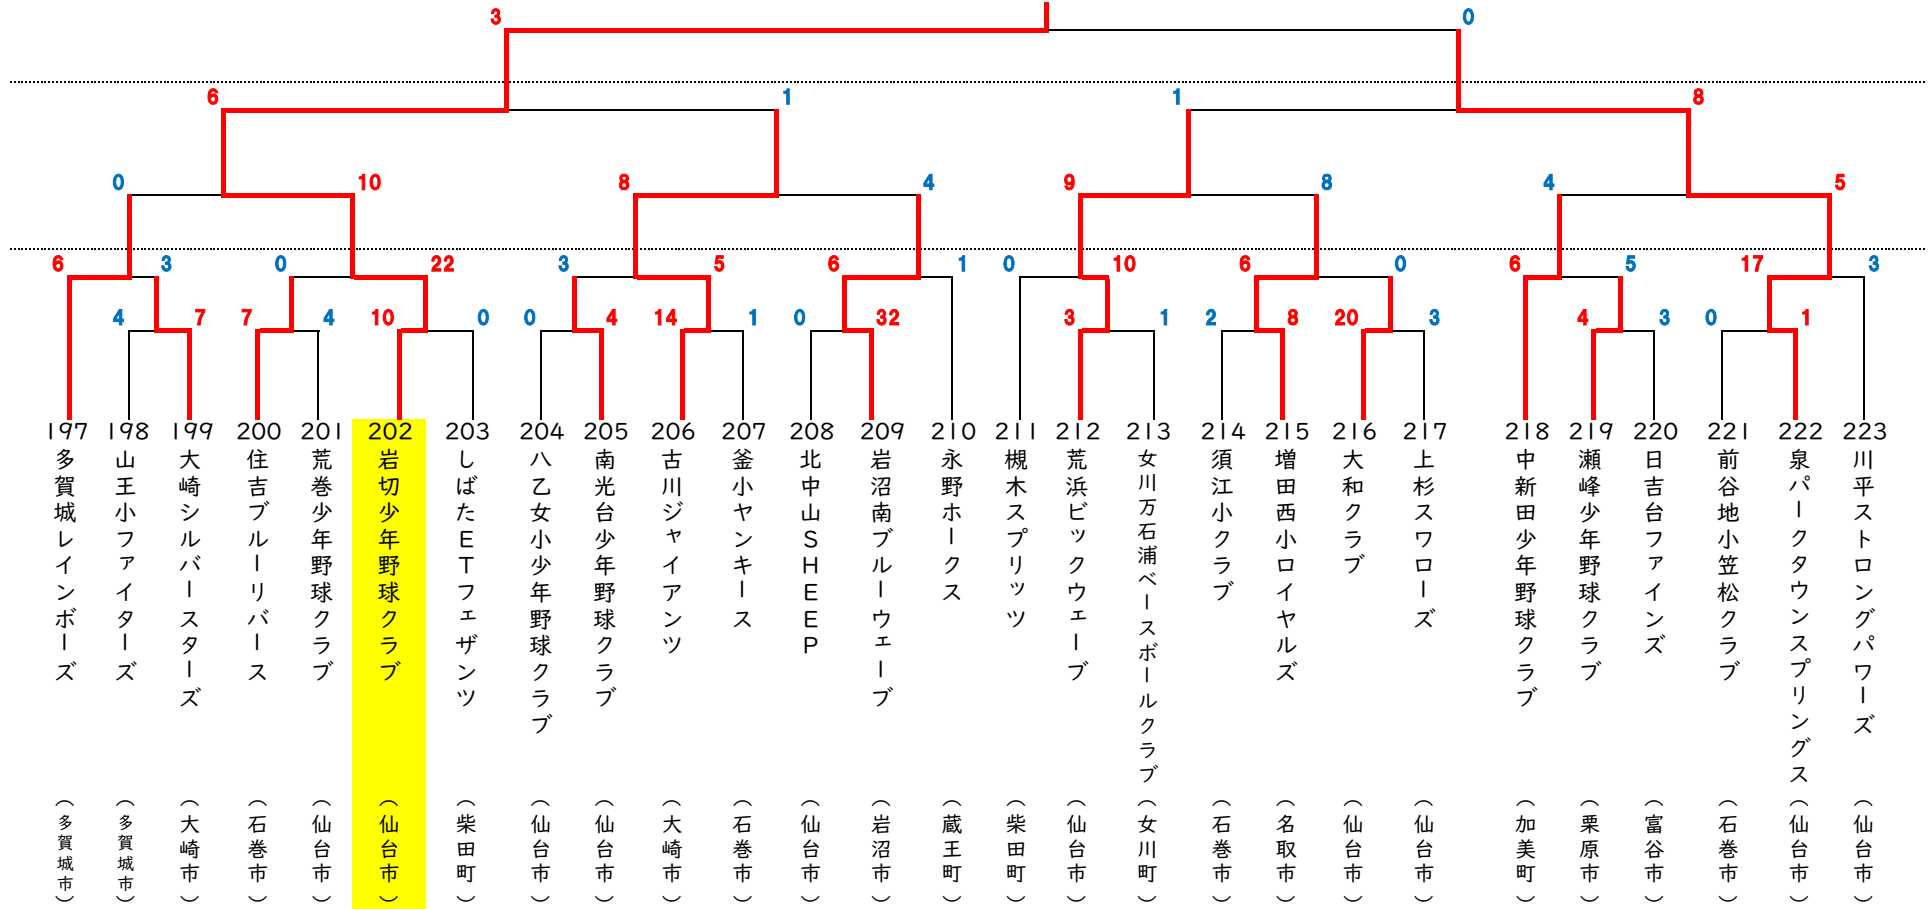 3 0
6 1 1 8
0 10 8 4 9 8 4 5
6 3 0 22 3 5 6 1 0 10 6 0 6 5 17 3
4 7 7 4 10 0 0 4 14 1 0 32 3 1 2 8 20 3 4 3 0 1
197 198 199 200 201 202 203 204 205 206 207 208 209 210 211 212 213 214 215 216 217 218 219 220 221 222 223
多賀城レインボーズ
山王小ファイターズ
大崎シルバースターズ
住吉ブルーリバース
荒巻少年野球クラブ
岩切少年野球クラブ
しばたETフェザンツ
八乙女小少年野球クラブ
南光台少年野球クラブ
古川ジャイアンツ
釜小ヤンキース
北中山SHEEP
岩沼南ブルーウェーブ
永野ホークス
槻木スプリッツ
荒浜ビックウェーブ
女川万石浦ベースボールクラブ
須江小クラブ
増田西小ロイヤルズ
大和クラブ
上杉スワローズ
中新田少年野球クラブ
瀬峰少年野球クラブ
日吉台ファインズ
前谷地小笠松クラブ
泉パークタウンスプリングス
川平ストロングパワーズ
(多賀城市)
(多賀城市)
(大崎市)
(石巻市)
(仙台市)
(仙台市)
(柴田町)
(仙台市)
(仙台市)
(大崎市)
(石巻市)
(仙台市)
(岩沼市)
(蔵王町)
(柴田町)
(仙台市)
(女川町)
(石巻市)
(名取市)
(仙台市)
(仙台市)
(加美町)
(栗原市)
(富谷市)
(石巻市)
(仙台市)
(仙台市)